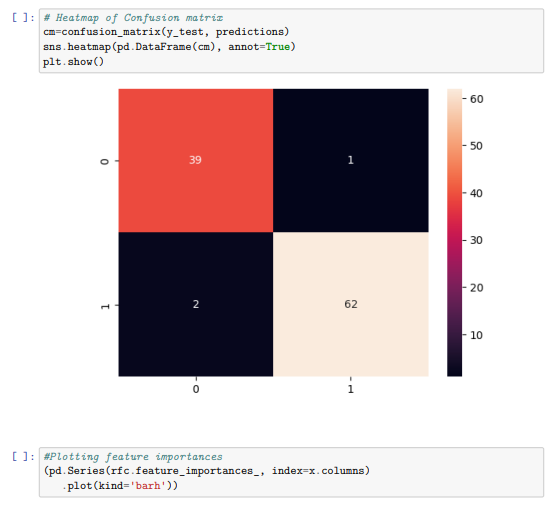 [ ]: # Heatmap of Confusion matrix
cm=confusion_matrix(y_test, predictions)
sns.heatmap(pd.DataFrame(cm), annot=True)
plt.show()
60
39 1
0
50
40
30
20
2 62
1
10
0 1
[ ]: #Plotting feature importances
(pd.Series(rfc.feature_importances_, index=x.columns)
.plot(kind='barh'))